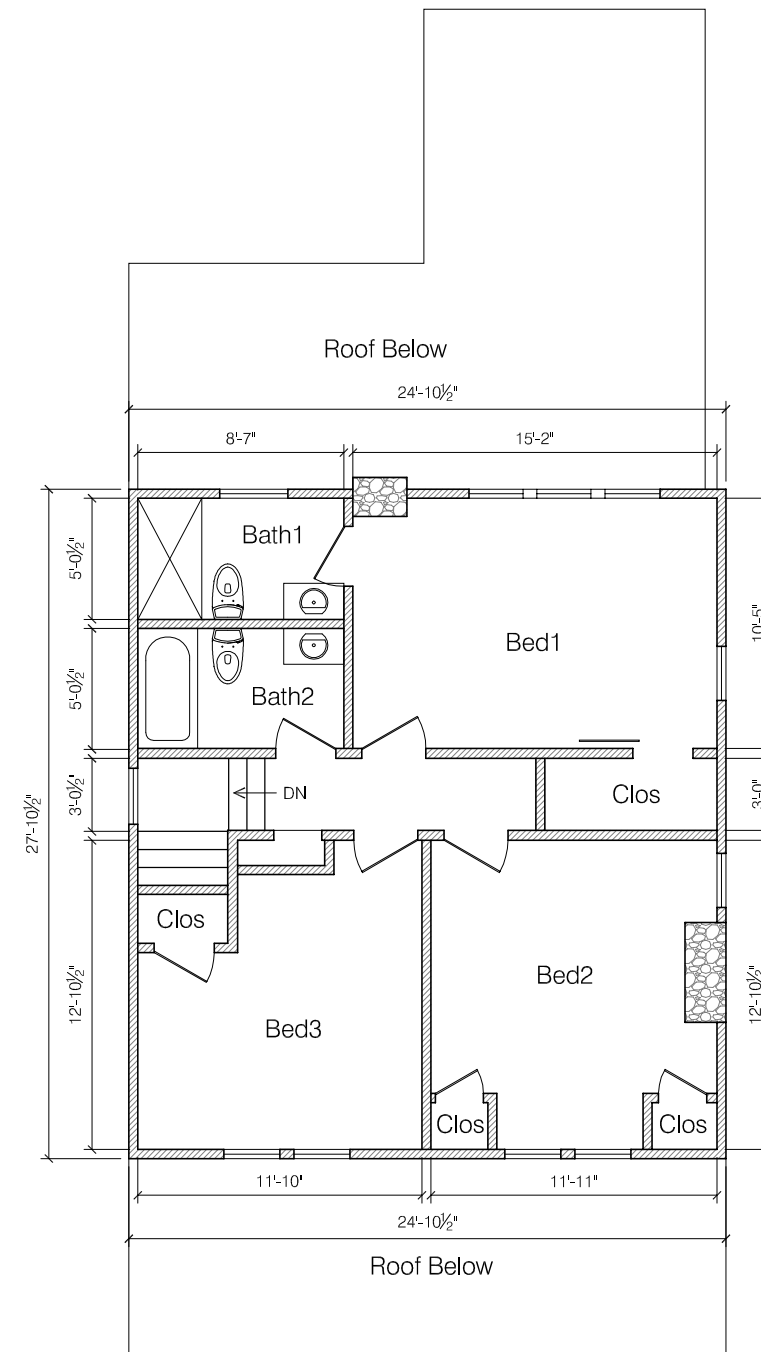 Roof Below
24'-10½"
8'-7"
15'-2"
5'-0½"
Bath1
10'-5"
Bed1
5'-0½"
Bath2
3'-0½"
DN
Clos
3'-0"
27'-10½"
Clos
12'-10½"
Bed2
12'-10½"
Bed3
Clos
Clos
11'-10"
11'-11"
24'-10½"
Roof Below